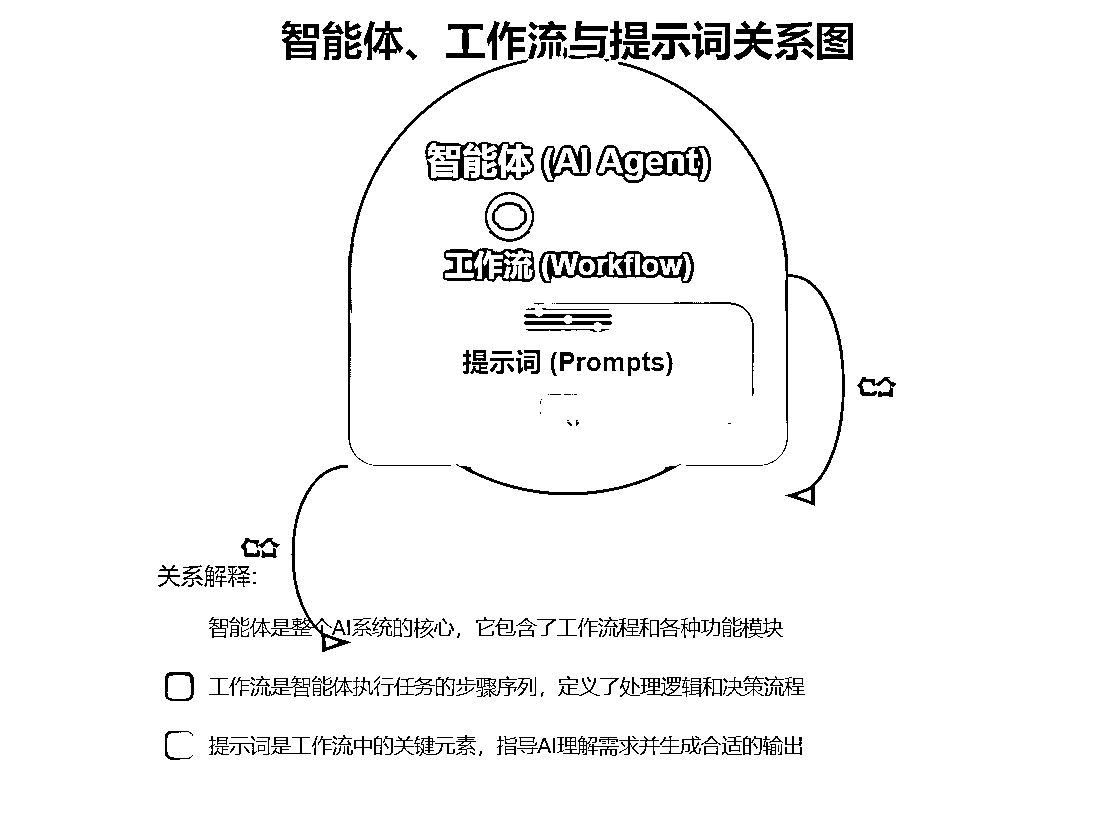 智能体、工作流与提示词关系图
智能体 (AI Agent)
工作流 (Workflow)
提示词 (Prompts)
关系解释:
智能体是整个AI系统的核心，它包含了工作流程和各种功能模块
工作流是智能体执行任务的步骤序列，定义了处理逻辑和决策流程
提示词是工作流中的关键元素，指导AI理解需求并生成合适的输出